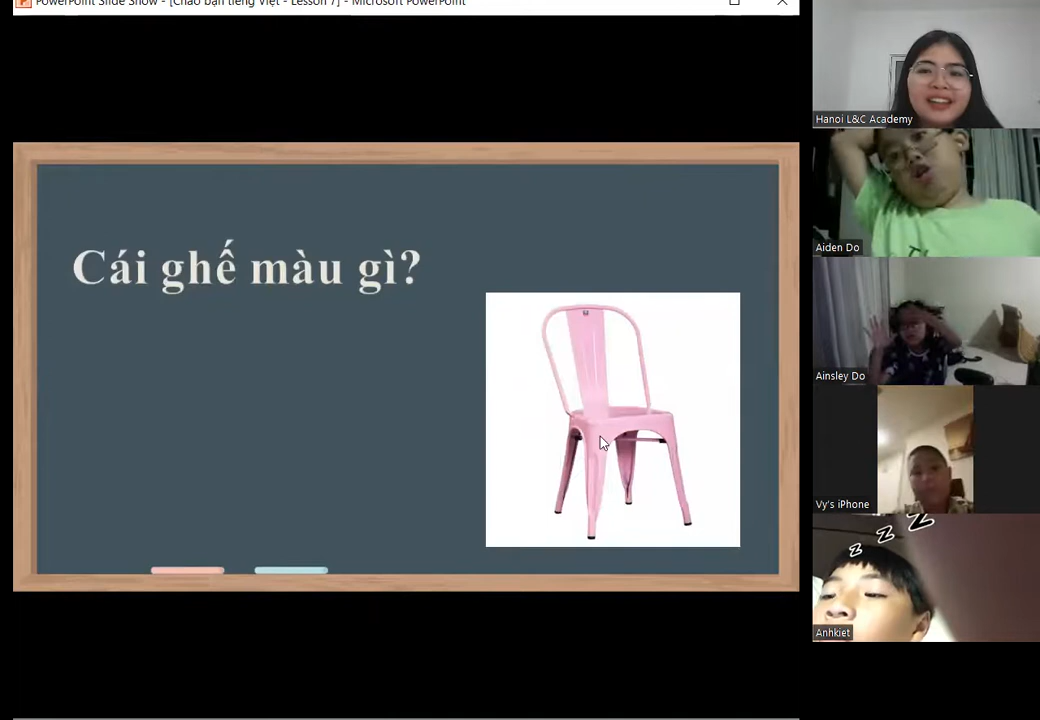 PowerPoint Slide Show - [Chào bạn tiếng Việt - Lesson 7] - Microsoft PowerPoint
Cái ghế màu gì?
Hanoi L&C Academy
Aiden Do
Ainsley Do
Vy's iPhone
z z Z
Anhkiet